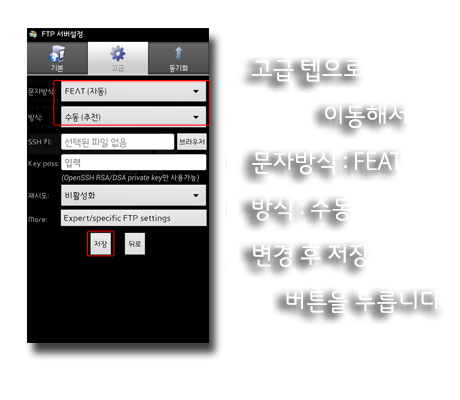 FTP 서버설정
기본
고급
동기화
문자방식:
FEAT (자동)
방식:
수동 (추천)
SSH 키:
선택된 파일 없음
브라우저
Key pass:
입력
(OpenSSH RSA/DSA private key만 사용가능)
재시도:
비활성화
More:
Expert/specific FTP settings
저장
뒤로
고급 텝으로
이동해서
문자방식 : FEAT
방식 : 수동
변경 후 저장
버튼을 누릅니다